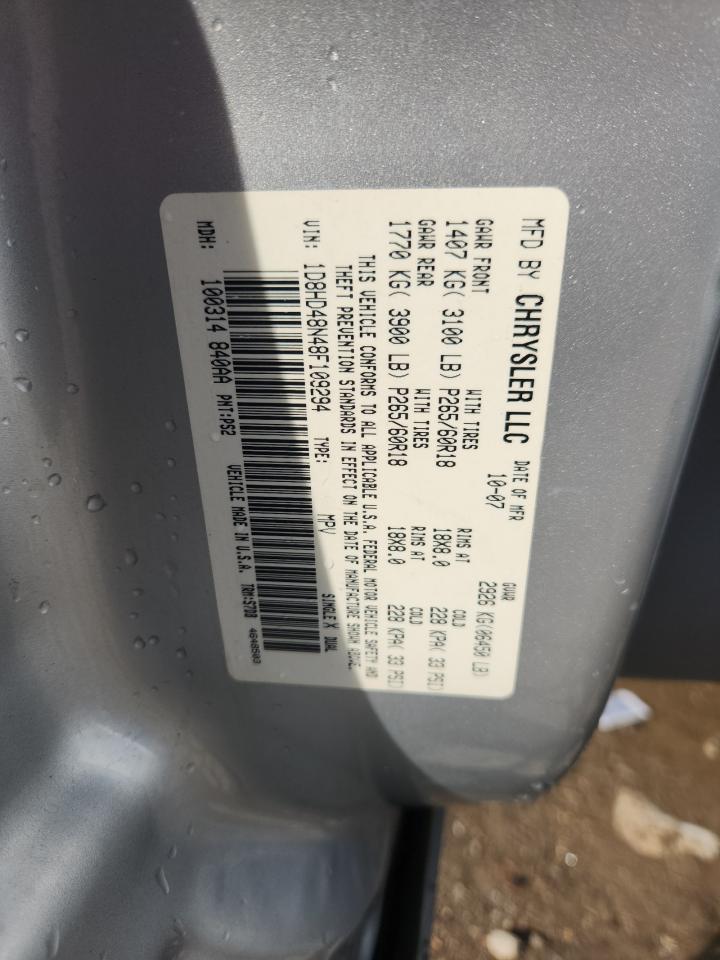 MFD BY CHRYSLER LLC DATE OF MFR 10-07 GVWR 2926 KG(06450 LB)
GAWR FRONT WITH TIRES RIMS AT COLD
1407 KG( 3100 LB) P265/60R18 18X8.0 228 KPA( 33 PSI)
GAWR REAR WITH TIRES RIMS AT COLD
1770 KG( 3900 LB) P265/60R18 18X8.0 228 KPA( 33 PSI)
THIS VEHICLE CONFORMS TO ALL APPLICABLE U.S.A. FEDERAL MOTOR VEHICLE SAFETY AND
THEFT PREVENTION STANDARDS IN EFFECT ON THE DATE OF MANUFACTURE SHOWN ABOVE.
VIN: 1D8HD48N48F109294 TYPE: MPV SINGLE X DUAL
MDH: 100314 840AA PNT:PS2 VEHICLE MADE IN U.S.A. TRM:S7DB